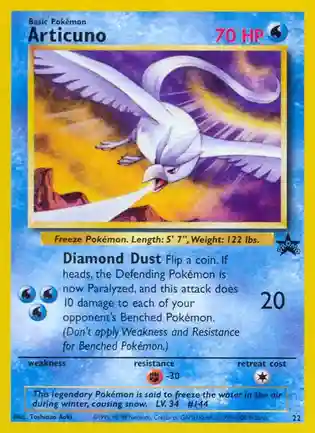 Basic Pokémon
Articuno
70 HP
Freeze Pokémon. Length: 5' 7", Weight: 122 lbs.
Diamond Dust Flip a coin. If
heads, the Defending Pokémon is
now Paralyzed, and this attack does
10 damage to each of your
opponent's Benched Pokémon.
(Don't apply Weakness and Resistance
for Benched Pokémon.)
20
weakness
resistance
retreat cost
-30
This legendary Pokémon is said to freeze the water in the air
during winter, causing snow. LV. 34 #144
Illus. Toshinao Aoki
22